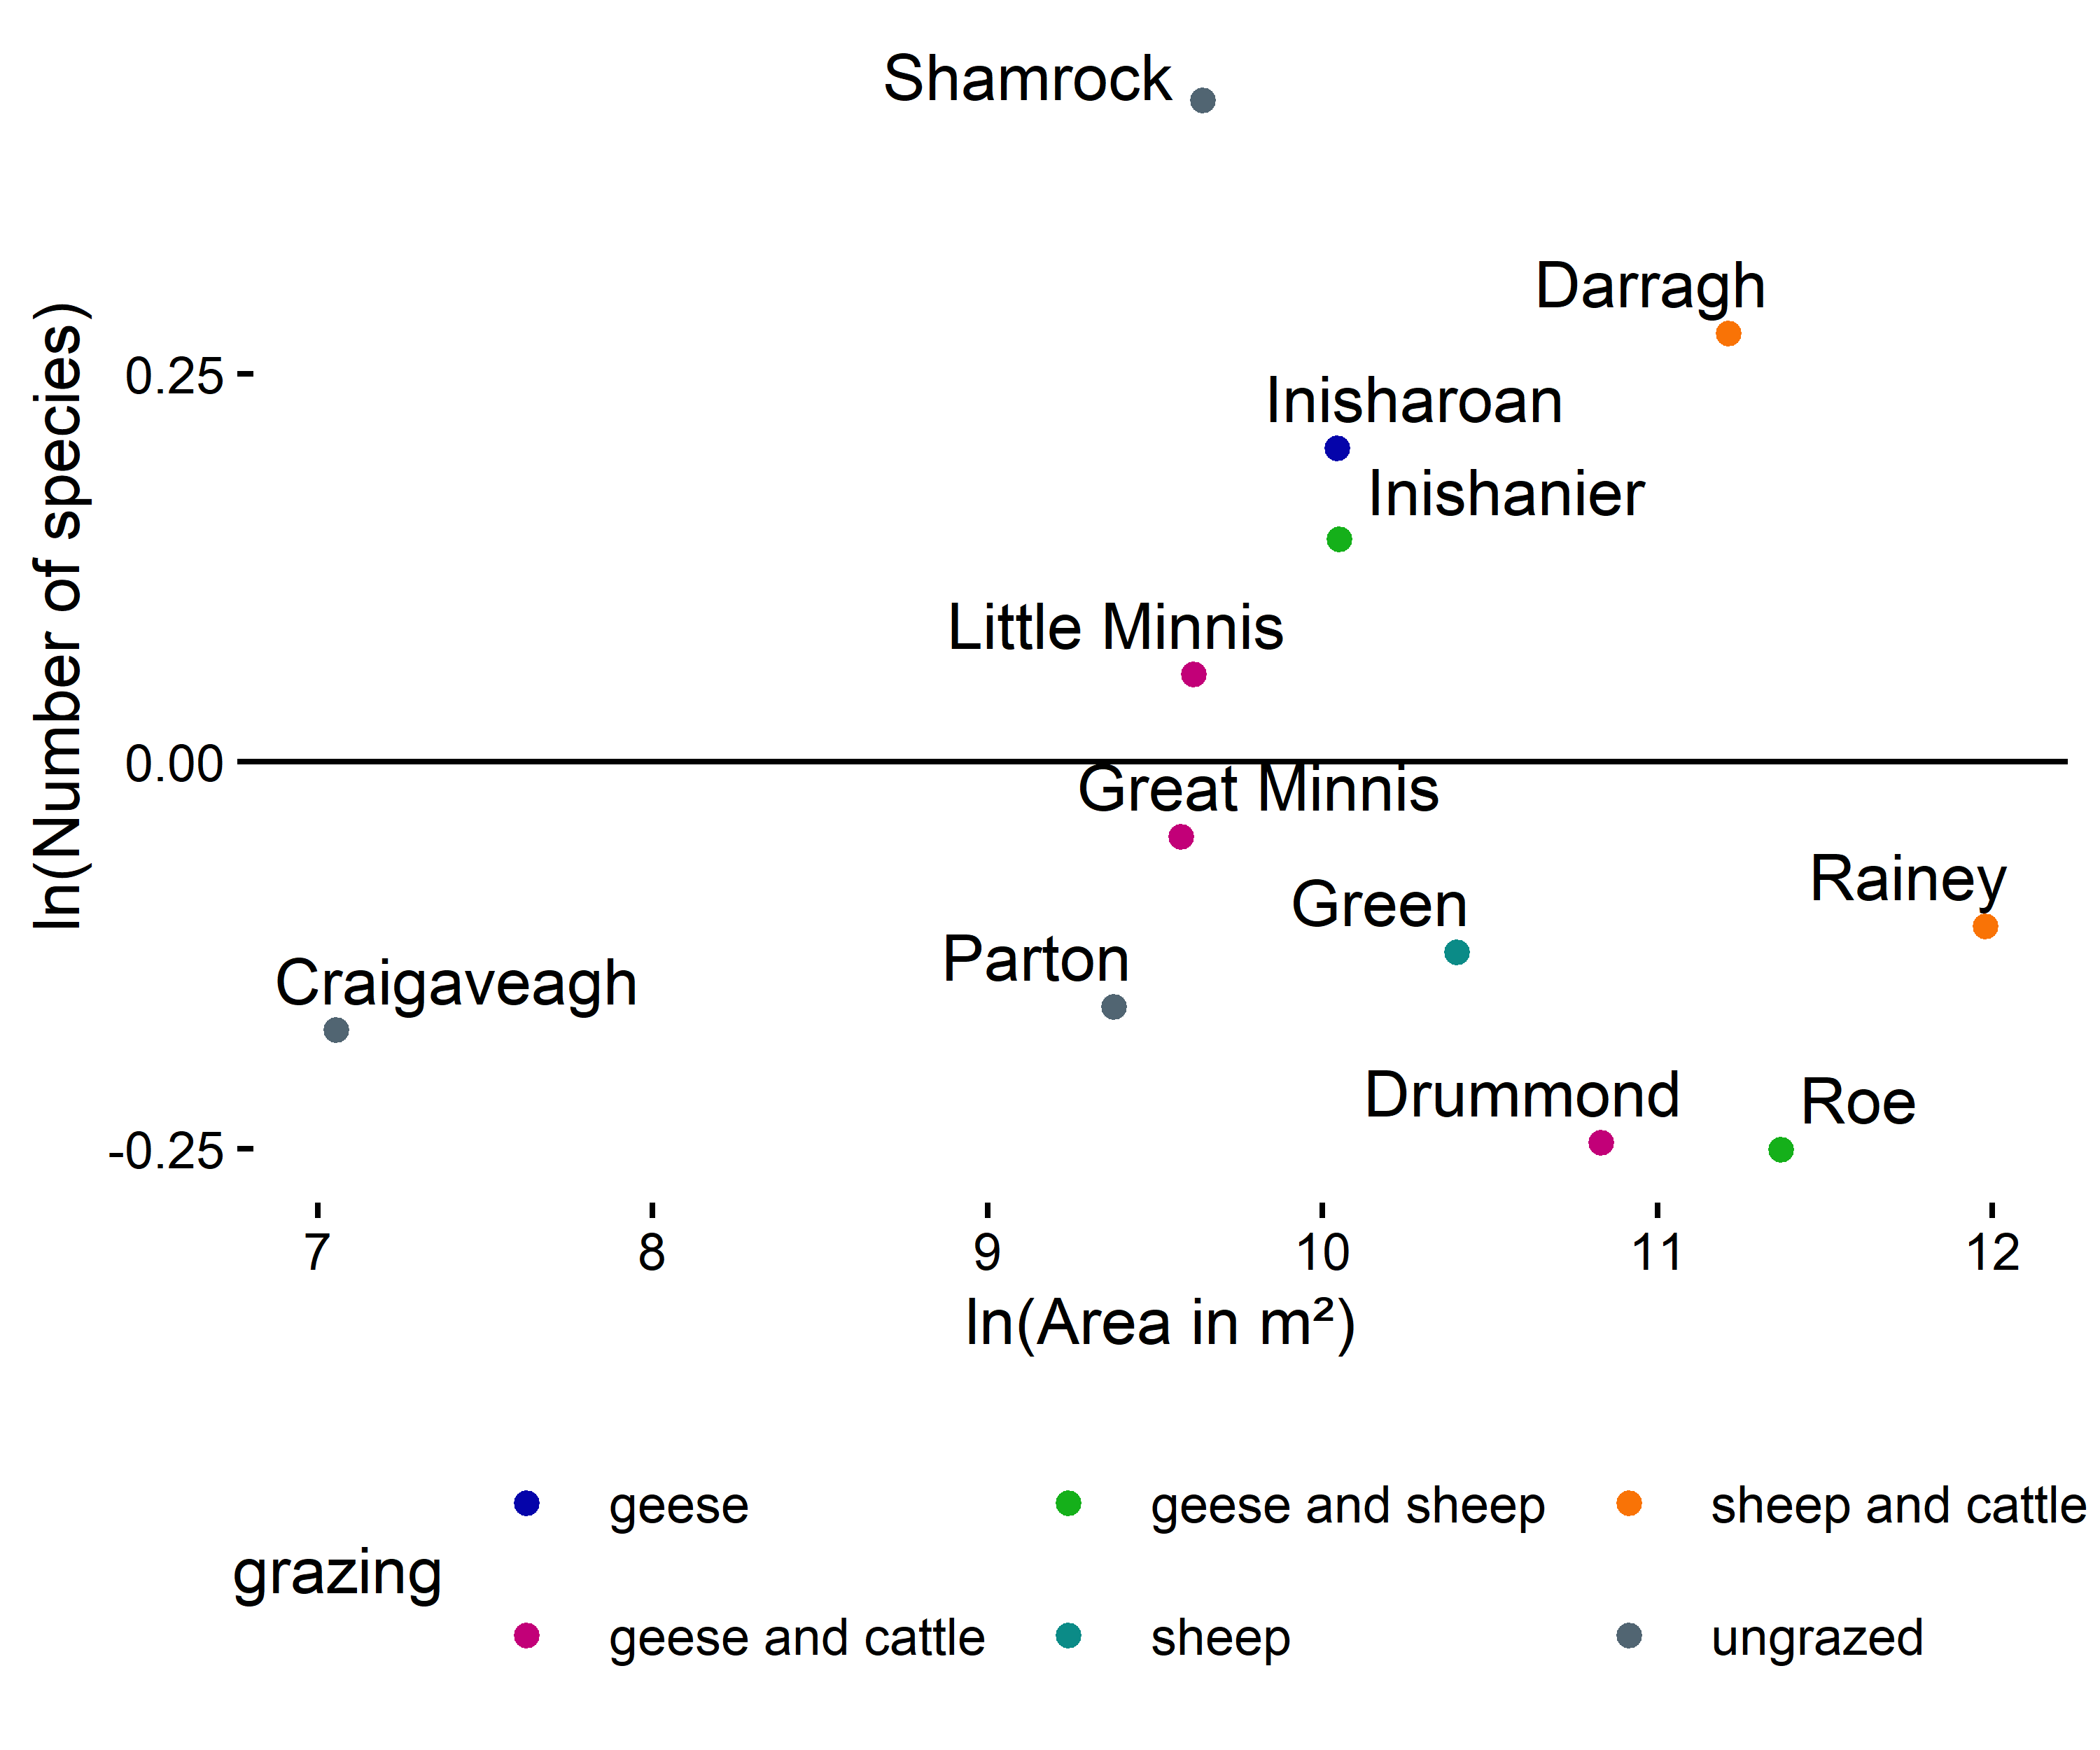 Shamrock
Darragh
0.25
Inisharoan
Inishanier
Little Minnis
ln(Number of species)
0.00
Great Minnis
Rainey
Green
Parton
Craigaveagh
Drummond
Roe
-0.25
7 8 9 10 11 12
ln(Area in m²)
geese geese and sheep sheep and cattle
grazing
geese and cattle sheep ungrazed